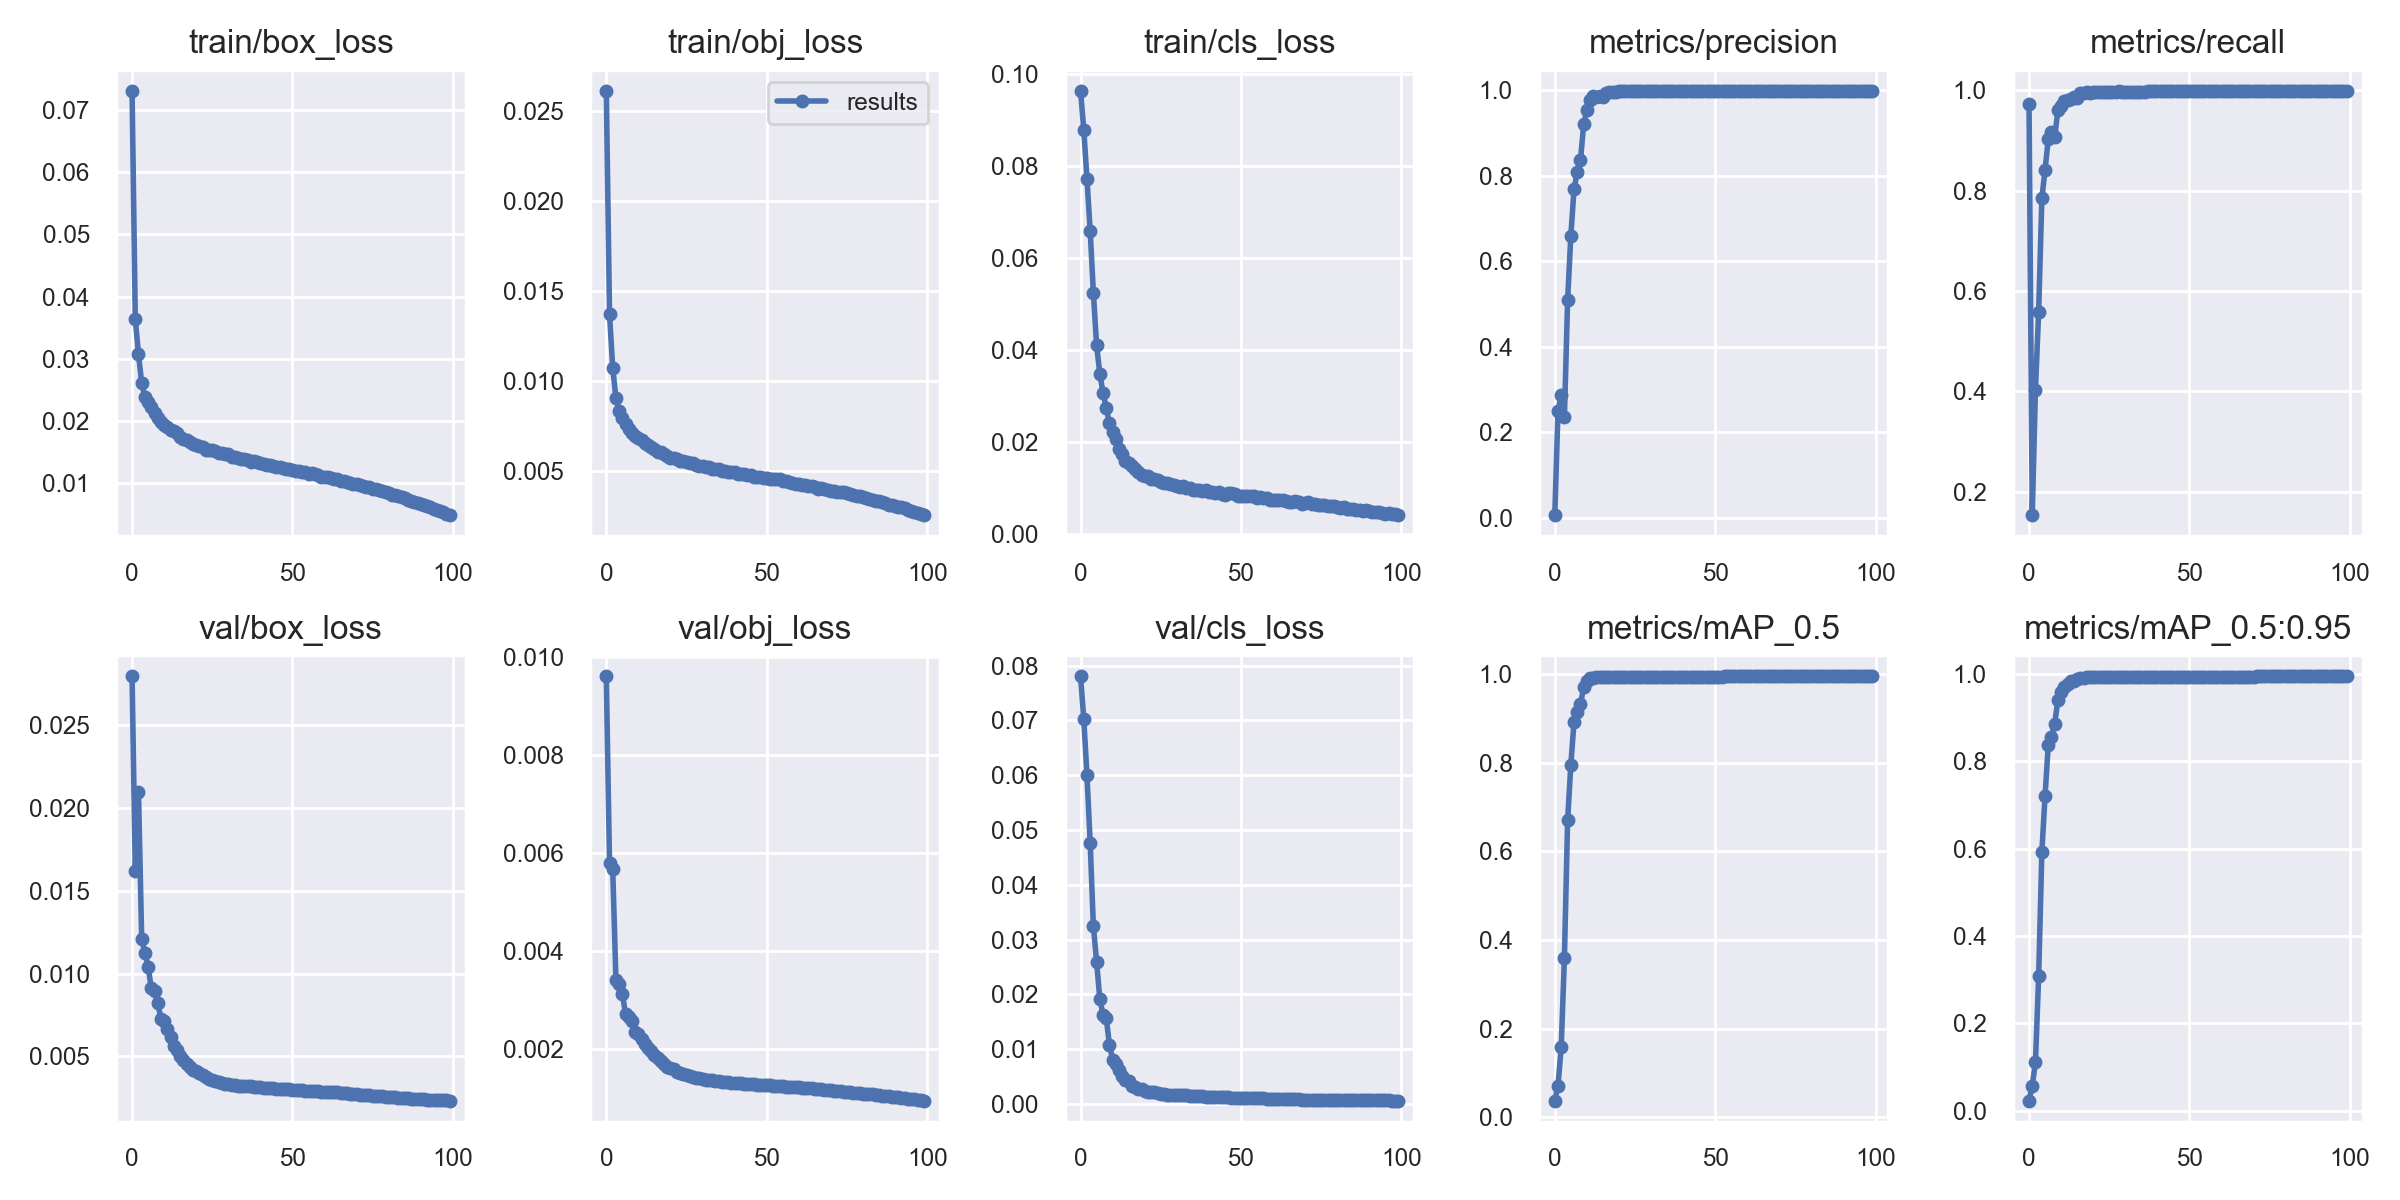 train/box_loss
train/obj_loss
train/cls_loss
metrics/precision
metrics/recall
results
0.07
0.06
0.05
0.04
0.03
0.02
0.01
0 50 100
0.025
0.020
0.015
0.010
0.005
0 50 100
0.10
0.08
0.06
0.04
0.02
0.00
0 50 100
1.0
0.8
0.6
0.4
0.2
0.0
0 50 100
1.0
0.8
0.6
0.4
0.2
0 50 100
val/box_loss
val/obj_loss
val/cls_loss
metrics/mAP_0.5
metrics/mAP_0.5:0.95
0.025
0.020
0.015
0.010
0.005
0 50 100
0.010
0.008
0.006
0.004
0.002
0 50 100
0.08
0.07
0.06
0.05
0.04
0.03
0.02
0.01
0.00
0 50 100
1.0
0.8
0.6
0.4
0.2
0.0
0 50 100
1.0
0.8
0.6
0.4
0.2
0.0
0 50 100